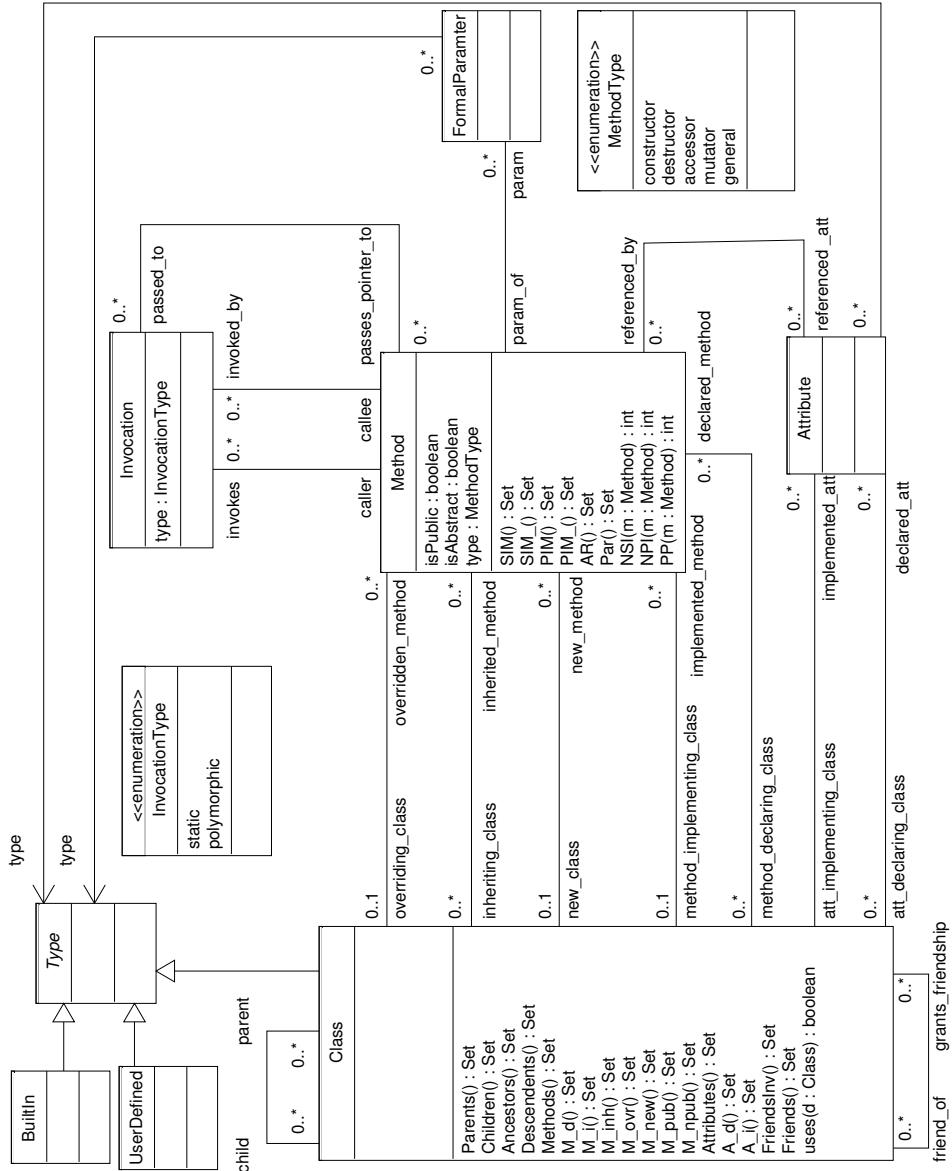 BuiltIn
UserDefined
Type
type
type
<<enumeration>>
InvocationType
static
polymorphic
Invocation
type : InvocationType
0..*
passed_to
invokes
0..*
0..*
invoked_by
caller
callee
passes_pointer_to
0..*
Method
isPublic : boolean
isAbstract : boolean
type : MethodType
SIM() : Set
SIM_() : Set
PIM() : Set
PIM_() : Set
AR() : Set
Par() : Set
NSI(m : Method) : int
NPI(m : Method) : int
PP(m : Method) : int
FormalParamter
0..*
0..*
param
param_of
<<enumeration>>
MethodType
constructor
destructor
accessor
mutator
general
child
parent
0..*
0..*
Class
Parents() : Set
Children() : Set
Ancestors() : Set
Descendents() : Set
Methods() : Set
M_d() : Set
M_i() : Set
M_inh() : Set
M_ovr() : Set
M_new() : Set
M_pub() : Set
M_npub() : Set
Attributes() : Set
A_d() : Set
A_i() : Set
FriendsInv() : Set
Friends() : Set
uses(d : Class) : boolean
0..1
overriding_class
overridden_method
0..*
0..*
inheriting_class
inherited_method
0..*
0..1
new_class
new_method
0..*
0..1
method_implementing_class
implemented_method
0..*
0..*
method_declaring_class
declared_method
0..*
referenced_by
0..*
referenced _att
0..*
Attribute
0..*
att_implementing_class
implemented_att
0..*
0..*
att_declaring_class
declared_att
0..*
0..*
friend_of
0..*
grants_friendship